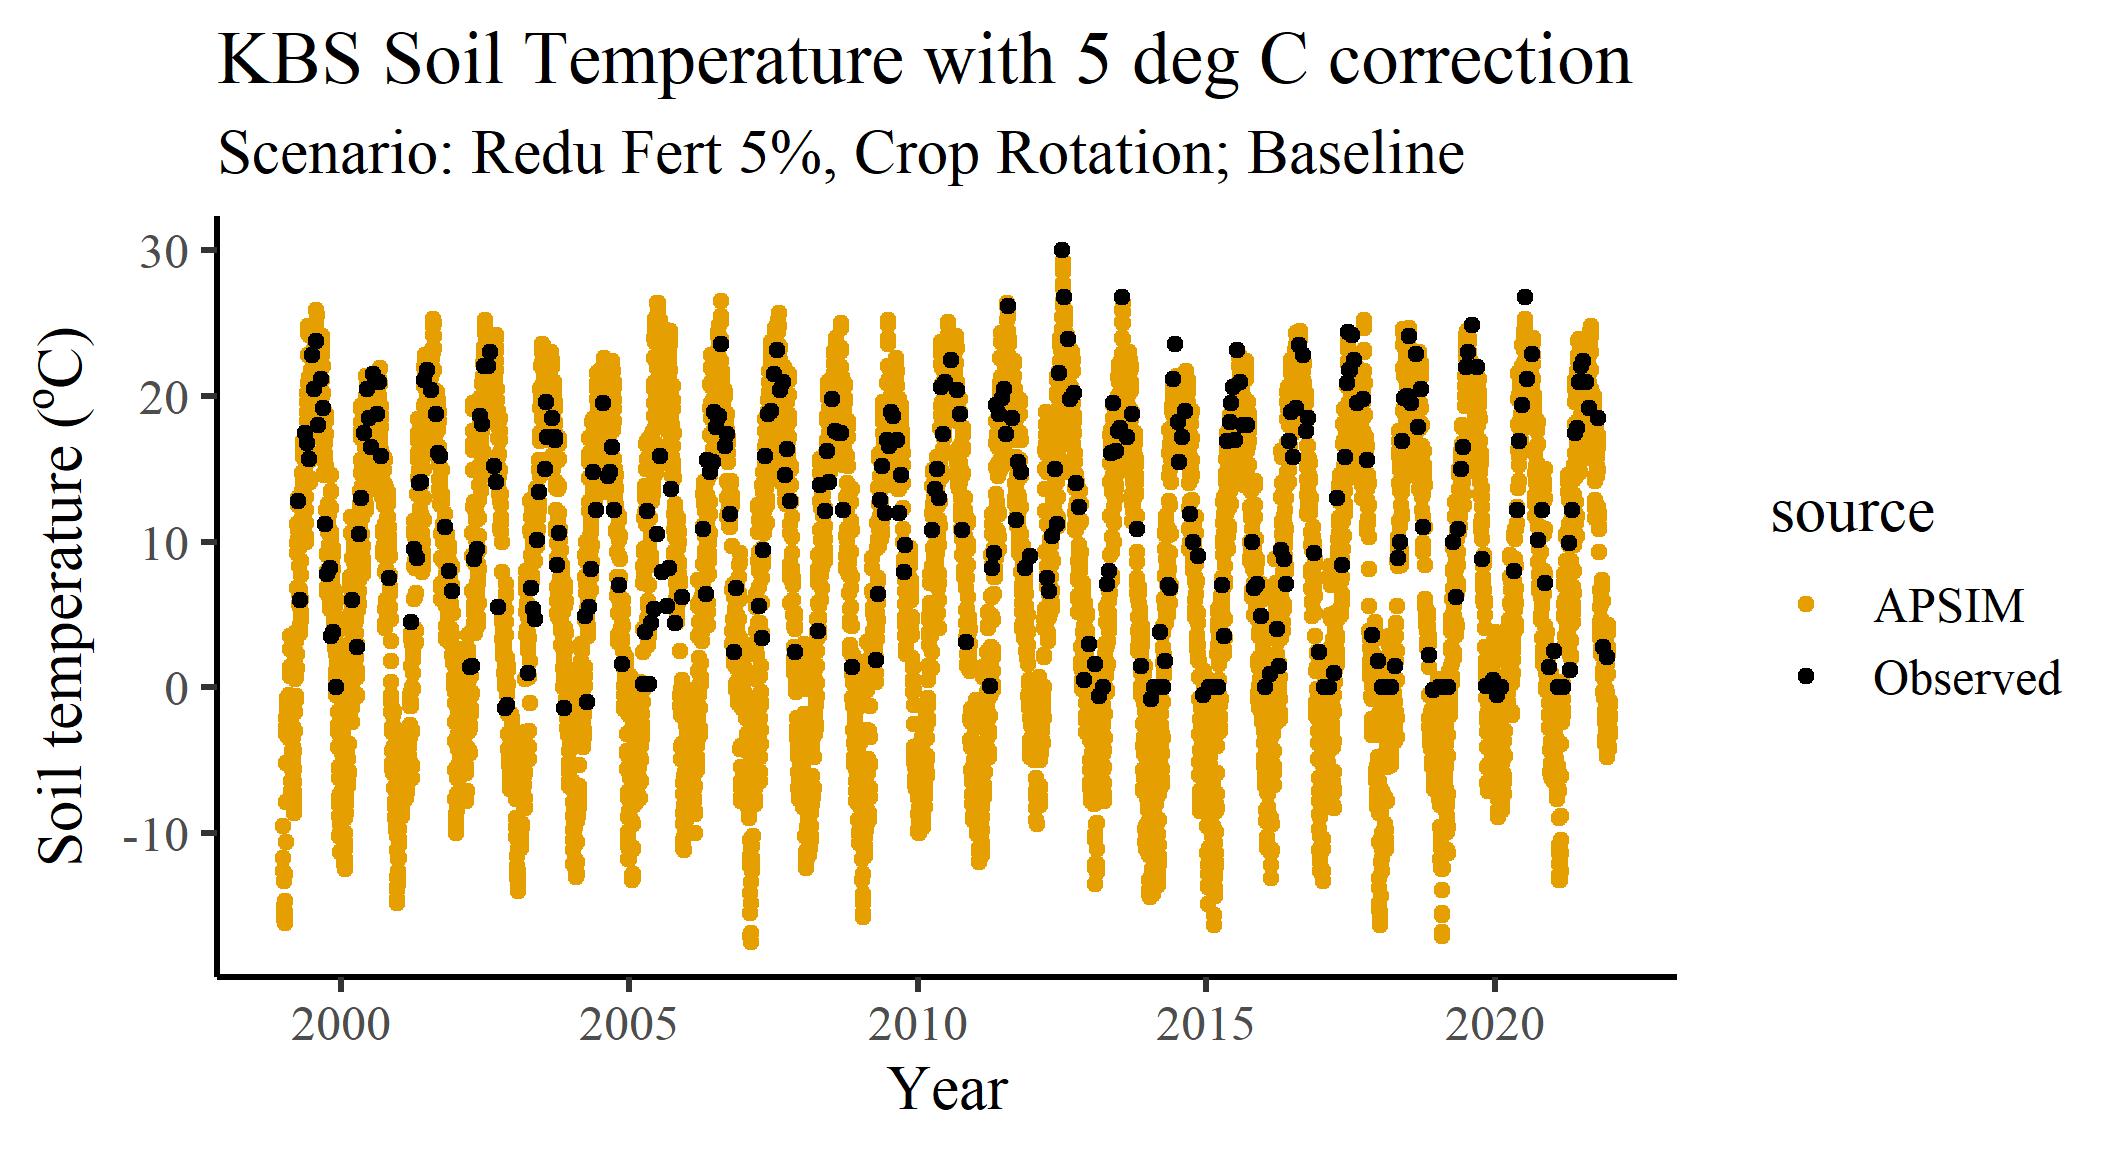 KBS Soil Temperature with 5 deg C correction
Scenario: Redu Fert 5%, Crop Rotation; Baseline
Soil temperature (ºC)
30
20
10
0
-10
2000 2005 2010 2015 2020
Year
source
APSIM
Observed